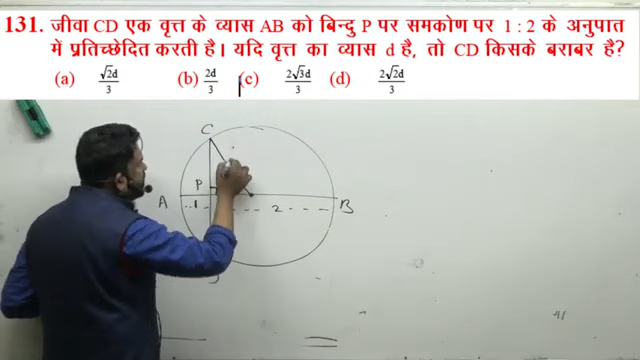 131. जीवा CD एक वृत्त के व्यास AB को बिन्दु P पर समकोण पर 1 : 2 के अनुपात
में प्रतिच्छेदित करती है। यदि वृत्त का व्यास d है, तो CD किसके बराबर है?
(a) √2d/3 (b) 2d/3 (c) 2√3d/3 (d) 2√2d/3
C
P
A B
1 2